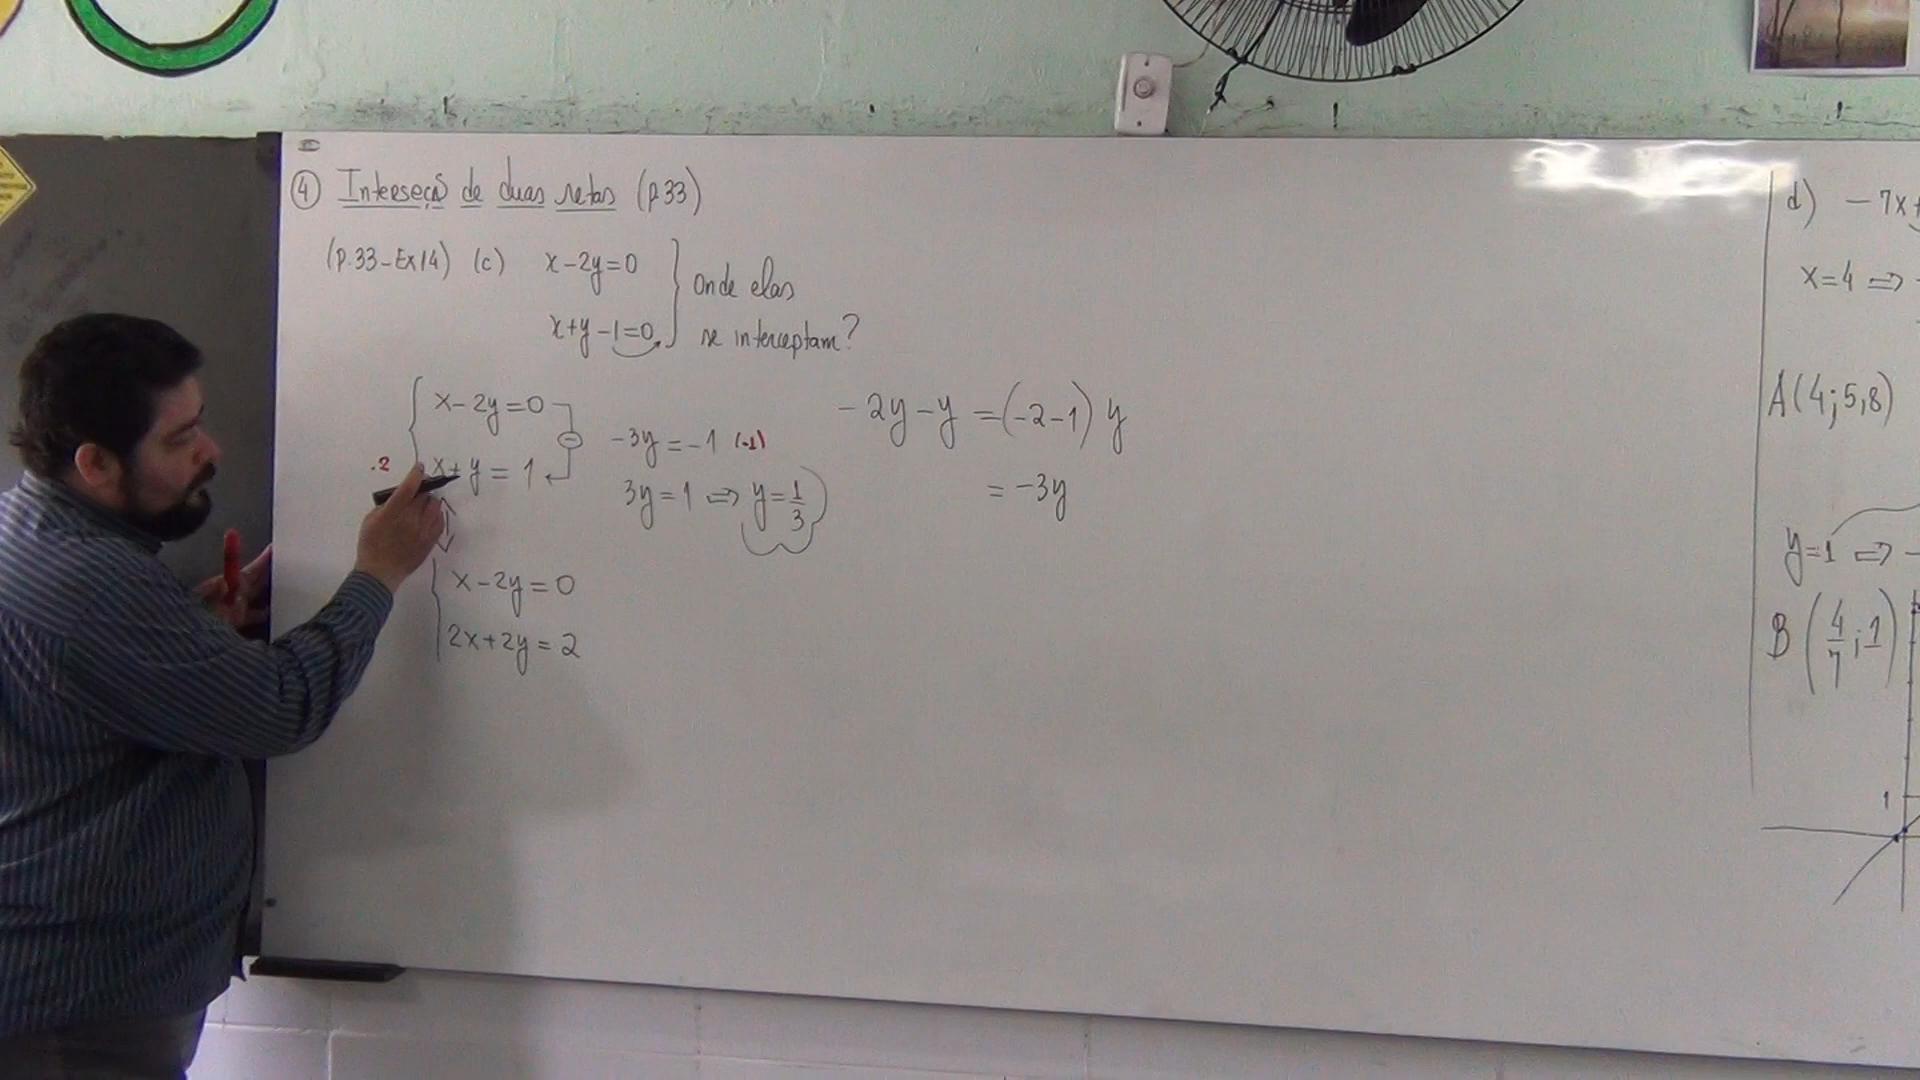 ④ Interseçõ de duas retas (p.33)
(p.33-Ex14) (c) x-2y=0
x+y-1=0
onde elas
se interceptam?
x-2y=0
.2 x+y=1
-3y=-1 (-1)
3y=1 ⇒ y=1/3
-2y-y=(-2-1)y
=-3y
x-2y=0
2x+2y=2
d) -7x+
x=4 ⇒
A(4;5,8)
y=1 ⇒ -
B(4/7;1)
1